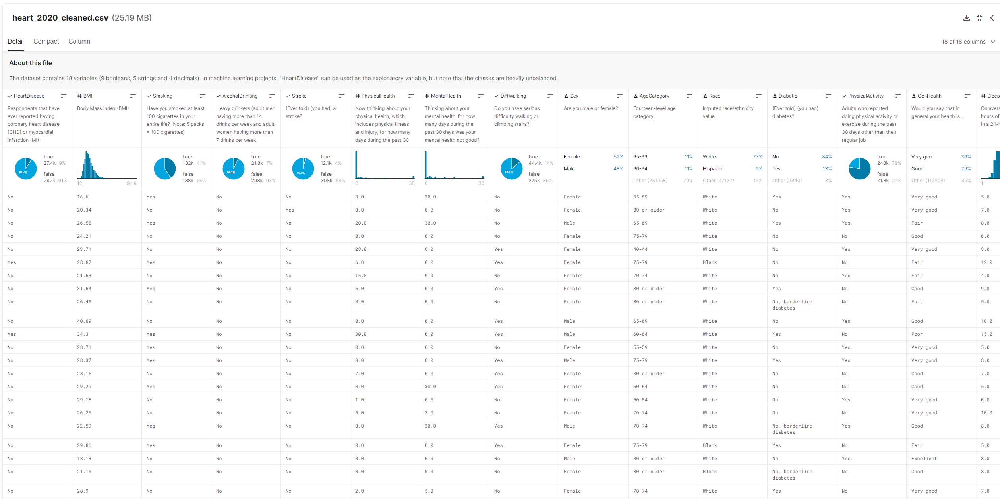 heart_2020_cleaned.csv (25.19 MB)
Detail Compact Column
18 of 18 columns
About this file
The dataset contains 18 variables (9 booleans, 5 strings and 4 decimals). In machine learning projects, "HeartDisease" can be used as the explonatory variable, but note that the classes are heavily unbalanced.
HeartDisease # BMI Smoking AlcoholDrinking Stroke # PhysicalHealth # MentalHealth DiffWalking A Sex A AgeCategory A Race A Diabetic PhysicalActivity A GenHealth # Sleep
Respondents that have Body Mass Index (BMI) Have you smoked at least Heavy drinkers (adult men (Ever told) (you had) a Now thinking about your Thinking about your Do you have serious Are you male or female? Fourteen-level age Imputed race/ethnicity (Ever told) (you had) Adults who reported Would you say that in On avera
ever reported having 100 cigarettes in your having more than 14 stroke? physical health, which mental health, for how difficulty walking or category value diabetes? doing physical activity or general your health is... hours of
coronary heart disease entire life? [Note: 5 packs drinks per week and adult includes physical illness many days during the climbing stairs? exercise during the past in a 24-h
(CHD) or myocardial = 100 cigarettes] women having more than and injury, for how many past 30 days was your 30 days other than their
infarction (MI) 7 drinks per week days during the past 30 mental health not good? regular job
true true true true true Female 52% 65-69 11% White 77% No 84% true Very good 36%
27.4k 9% 132k 41% 21.8k 7% 12.1k 4% 44.4k 14% 248k 78%
91.4% 93.2% 96.2% 86.1% Male 48% 60-64 11% Hispanic 9% Yes 13% Good 29%
false false false false false false
292k 91% 188k 59% 298k 93% 308k 96% 275k 86% Other (251958) 79% Other (47137) 15% Other (9340) 3% 71.8k 22% Other (112808) 35%
12 94.8 0 30 0 30 1
No 16.6 Yes No No 3.0 30.0 No Female 55-59 White Yes Yes Very good 5.0
No 20.34 No No Yes 0.0 0.0 No Female 80 or older White No Yes Very good 7.0
No 26.58 Yes No No 20.0 30.0 No Male 65-69 White Yes Yes Fair 8.0
No 24.21 No No No 0.0 0.0 No Female 75-79 White No No Good 6.0
No 23.71 No No No 28.0 0.0 Yes Female 40-44 White No Yes Very good 8.0
Yes 28.87 Yes No No 6.0 0.0 Yes Female 75-79 Black No No Fair 12.0
No 21.63 No No No 15.0 0.0 No Female 70-74 White No Yes Fair 4.0
No 31.64 Yes No No 5.0 0.0 Yes Female 80 or older White Yes No Good 9.0
No 26.45 No No No 0.0 0.0 No Female 80 or older White No, borderline No Fair 5.0
diabetes
No 40.69 No No No 0.0 0.0 Yes Male 65-69 White No Yes Good 10.0
Yes 34.3 Yes No No 30.0 0.0 Yes Male 60-64 White Yes No Poor 15.0
No 28.71 Yes No No 0.0 0.0 No Female 55-59 White No Yes Very good 5.0
No 28.37 Yes No No 0.0 0.0 Yes Male 75-79 White Yes Yes Very good 8.0
No 28.15 No No No 7.0 0.0 Yes Female 80 or older White No No Good 7.0
No 29.29 Yes No No 0.0 30.0 Yes Female 60-64 White No No Good 5.0
No 29.18 No No No 1.0 0.0 No Female 50-54 White No Yes Very good 6.0
No 26.26 No No No 5.0 2.0 No Female 70-74 White No No Very good 10.0
No 22.59 Yes No No 0.0 30.0 Yes Male 70-74 White No, borderline Yes Good 8.0
diabetes
No 29.86 Yes No No 0.0 0.0 Yes Female 75-79 Black Yes No Fair 5.0
No 18.13 No No No 0.0 0.0 No Male 80 or older White No Yes Excellent 8.0
No 21.16 No No No 0.0 0.0 No Female 80 or older Black No, borderline No Good 8.0
diabetes
No 28.9 No No No 2.0 5.0 No Female 70-74 White Yes No Very good 7.0